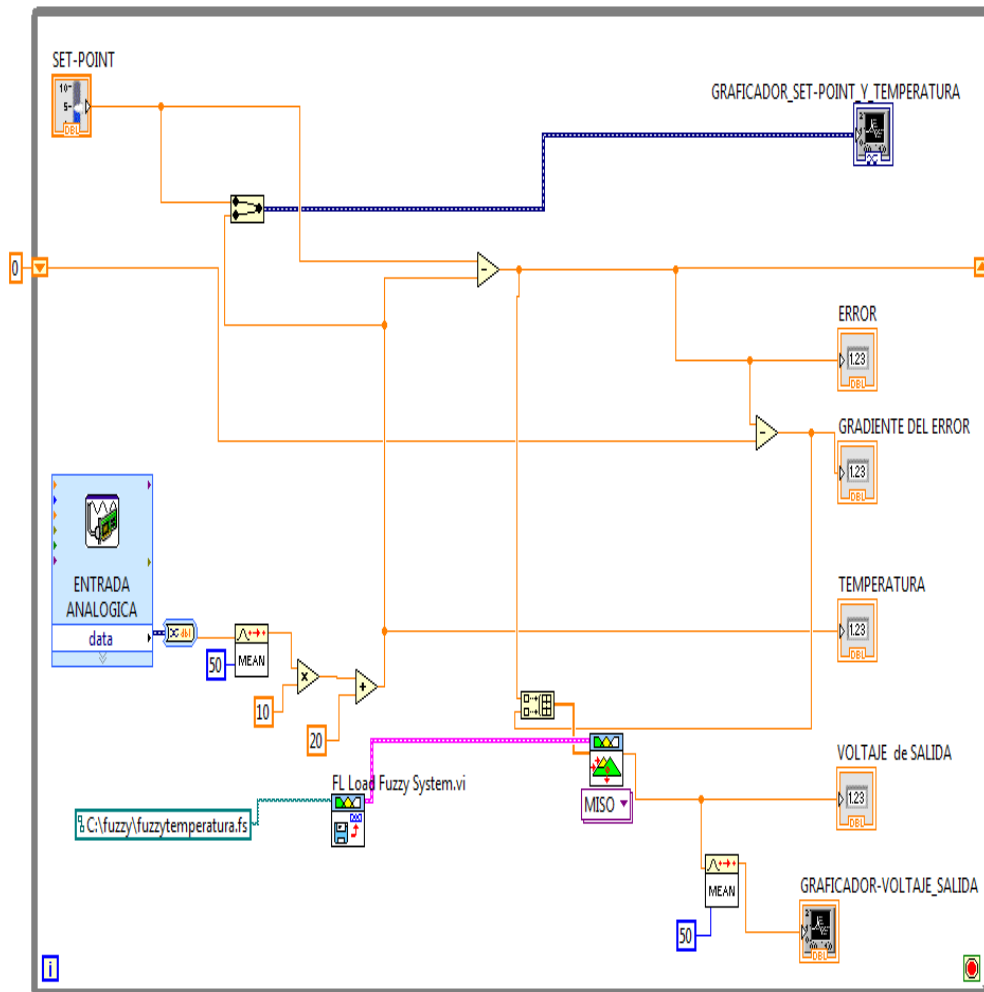 SET-POINT
10-
5-
DBL
GRAFICADOR_SET-POINT_Y_TEMPERATURA
0
ERROR
1.23
DBL
GRADIENTE DEL ERROR
1.23
DBL
ENTRADA
ANALOGICA
data
dbl
50
MEAN
10
20
TEMPERATURA
1.23
DBL
FL Load Fuzzy System.vi
C:\fuzzy\fuzzytemperatura.fs
MISO
VOLTAJE de SALIDA
1.23
DBL
MEAN
50
GRAFICADOR-VOLTAJE_SALIDA
DBL
i